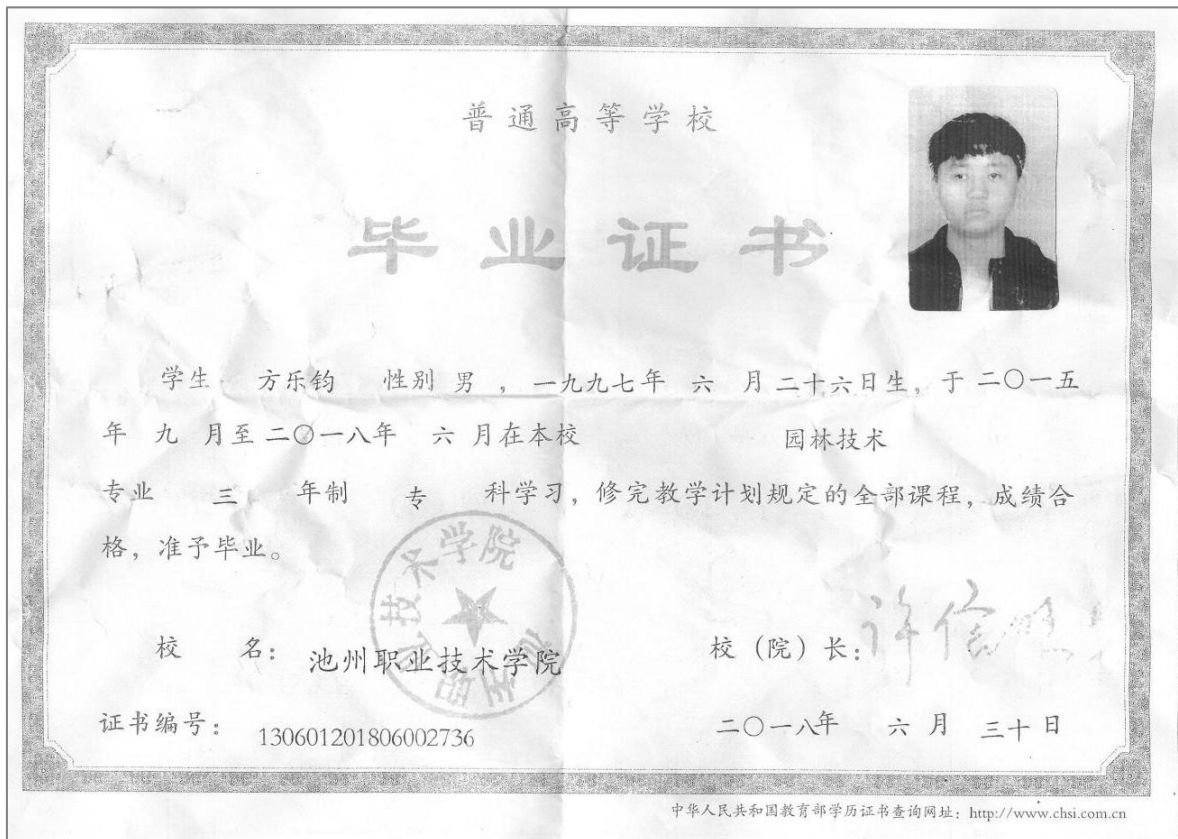 普通高等学校
毕业证书
学生 方乐钧 性别 男 ，一九九七年 六 月二十六日生，于二〇一五
年 九 月至二〇一八年 六 月在本校 园林技术
专业 三 年制 专 科学习，修完教学计划规定的全部课程，成绩合
格，准予毕业。
技术学院
校 名： 池州职业技术学院 校（院）长： 许信
证书编号： 130601201806002736 二〇一八年 六 月 三十日
中华人民共和国教育部学历证书查询网址：http://www.chsi.com.cn